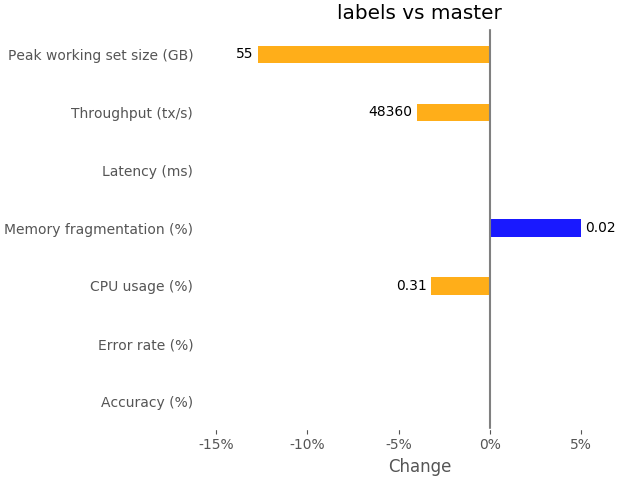 labels vs master
Peak working set size (GB)
55
Throughput (tx/s)
48360
Latency (ms)
Memory fragmentation (%)
0.02
CPU usage (%)
0.31
Error rate (%)
Accuracy (%)
-15% -10% -5% 0% 5%
Change